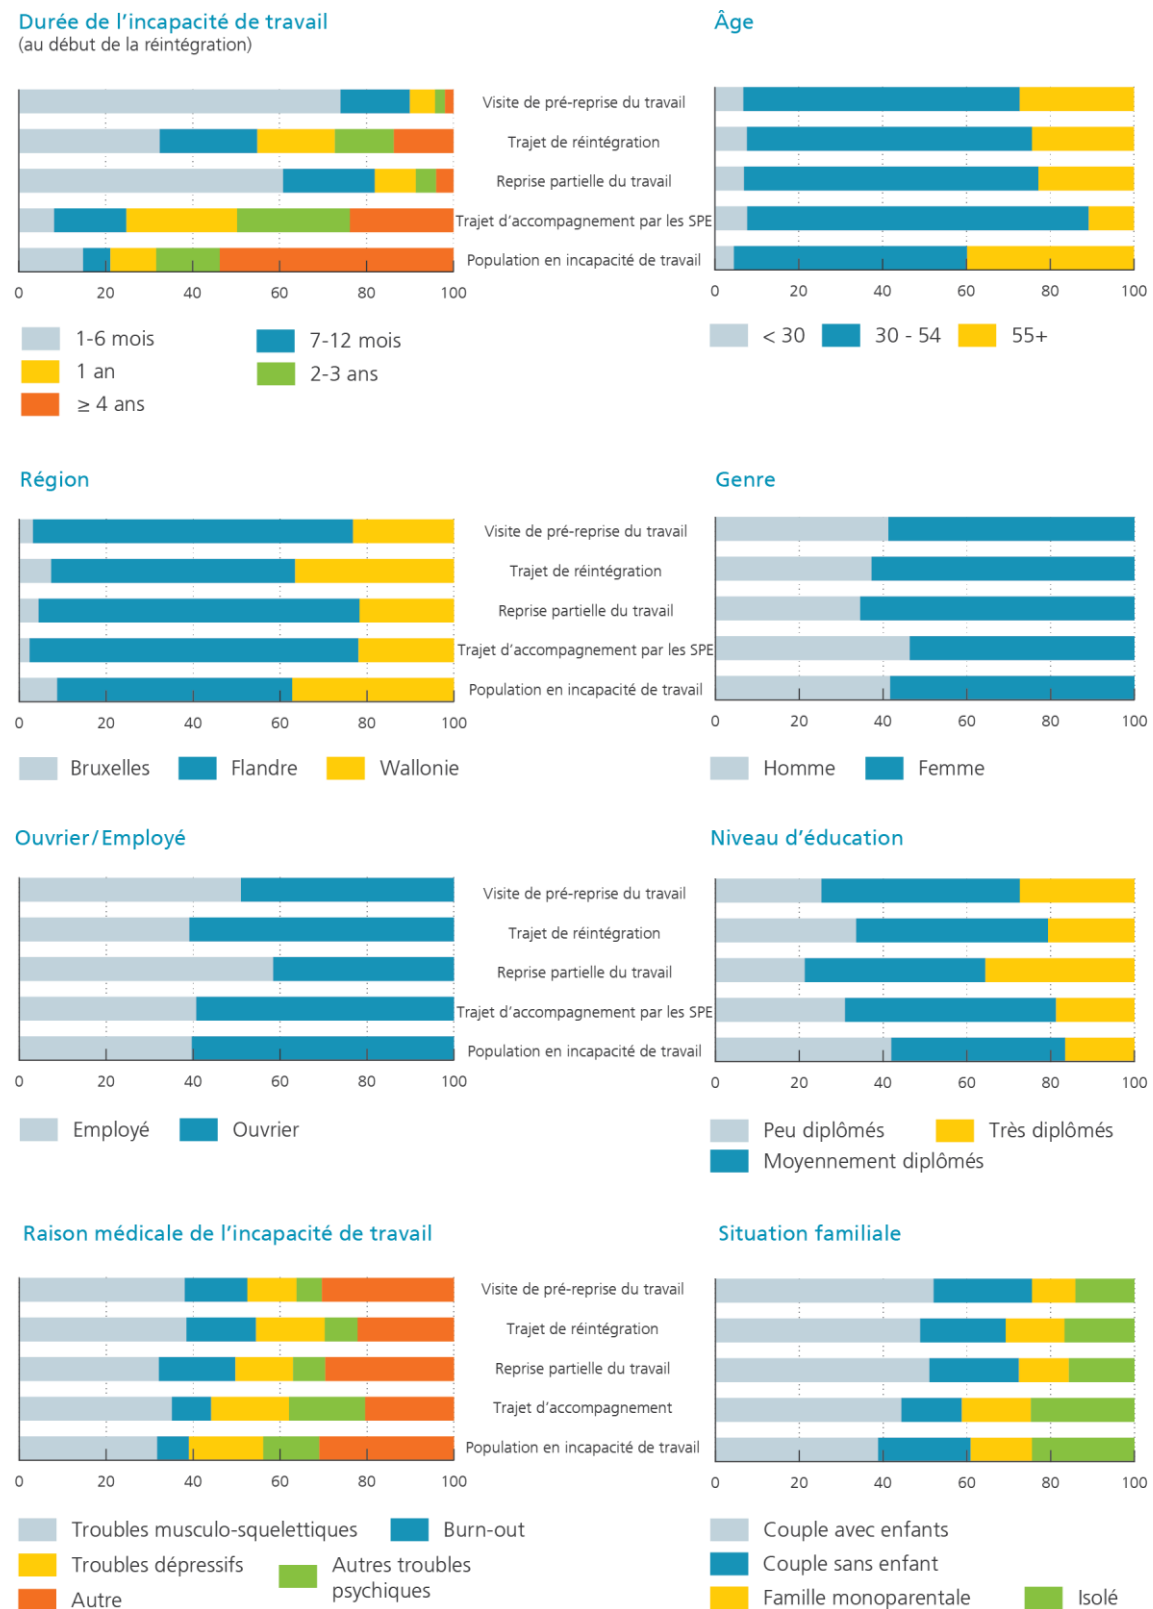 Durée de l'incapacité de travail
(au début de la réintégration)
Âge
Visite de pré-reprise du travail
Trajet de réintégration
Reprise partielle du travail
Trajet d'accompagnement par les SPE
Population en incapacité de travail
0 20 40 60 80 100
0 20 40 60 80 100
1-6 mois
7-12 mois
1 an
2-3 ans
≥ 4 ans
< 30
30 - 54
55+
Région
Genre
Visite de pré-reprise du travail
Trajet de réintégration
Reprise partielle du travail
Trajet d'accompagnement par les SPE
Population en incapacité de travail
0 20 40 60 80 100
0 20 40 60 80 100
Bruxelles
Flandre
Wallonie
Homme
Femme
Ouvrier/Employé
Niveau d'éducation
Visite de pré-reprise du travail
Trajet de réintégration
Reprise partielle du travail
Trajet d'accompagnement par les SPE
Population en incapacité de travail
0 20 40 60 80 100
0 20 40 60 80 100
Employé
Ouvrier
Peu diplômés
Très diplômés
Moyennement diplômés
Raison médicale de l'incapacité de travail
Situation familiale
Visite de pré-reprise du travail
Trajet de réintégration
Reprise partielle du travail
Trajet d'accompagnement
Population en incapacité de travail
0 20 40 60 80 100
0 20 40 60 80 100
Troubles musculo-squelettiques
Burn-out
Troubles dépressifs
Autres troubles
psychiques
Autre
Couple avec enfants
Couple sans enfant
Famille monoparentale
Isolé